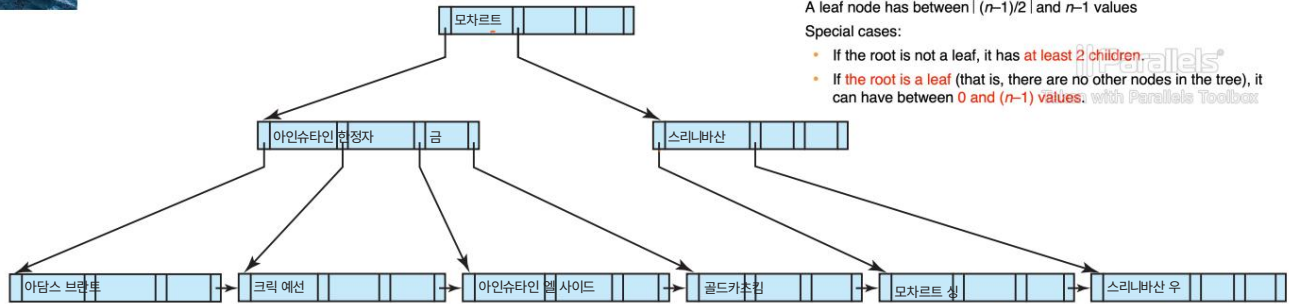 A leaf node has between ⌈(n–1)/2⌉ and n–1 values
Special cases:
• If the root is not a leaf, it has at least 2 children.
• If the root is a leaf (that is, there are no other nodes in the tree), it
can have between 0 and (n–1) values.
Parallels®
with Parallels Toolbox
모차르트
아인슈타인 한정자 금
스리니바산
아담스 브란트
크릭 예선
아인슈타인 엘 사이드
골드카츠킴
모차르트 싱
스리니바산 우